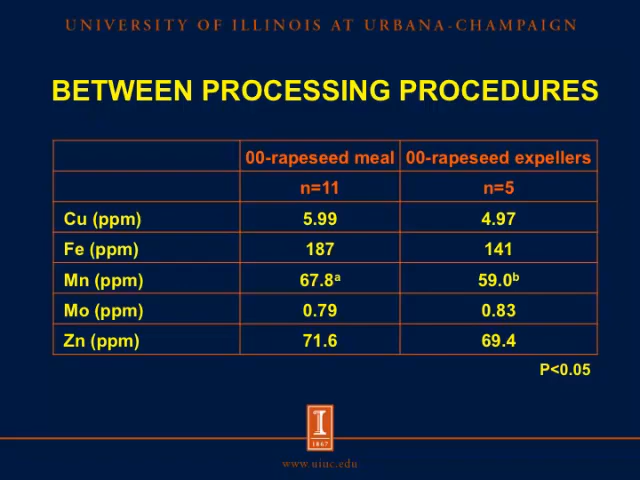 UNIVERSITY OF ILLINOIS AT URBANA-CHAMPAIGN
BETWEEN PROCESSING PROCEDURES
00-rapeseed meal 00-rapeseed expellers
n=11 n=5
Cu (ppm) 5.99 4.97
Fe (ppm) 187 141
Mn (ppm) 67.8ᵃ 59.0ᵇ
Mo (ppm) 0.79 0.83
Zn (ppm) 71.6 69.4
P<0.05
I
1867
www.uiuc.edu